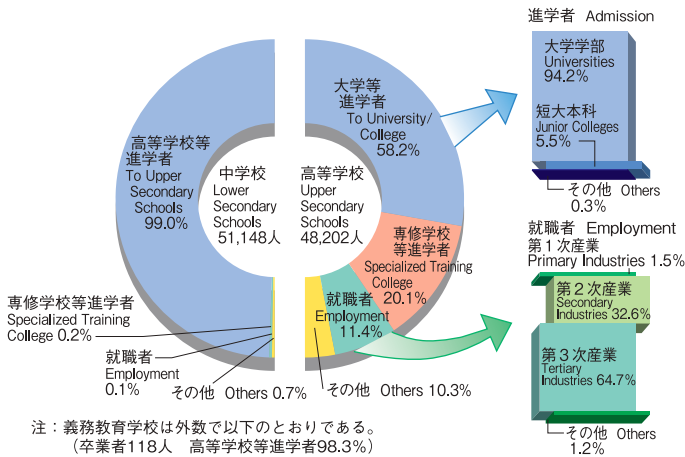 高等学校等
進学者
To Upper
Secondary
Schools
99.0%
中学校
Lower
Secondary
Schools
51,148人
専修学校等進学者
Specialized Training
College 0.2%
就職者
Employment
0.1%
その他 Others 0.7%
高等学校
Upper
Secondary
Schools
48,202人
大学等
進学者
To University/
College
58.2%
専修学校
等進学者
Specialized Training
College
20.1%
就職者
Employment
11.4%
その他 Others 10.3%
進学者 Admission
大学学部
Universities
94.2%
短大本科
Junior Colleges
5.5%
その他 Others
0.3%
就職者 Employment
第1次産業
Primary Industries 1.5%
第2次産業
Secondary
Industries 32.6%
第3次産業
Tertiary
Industries 64.7%
その他 Others
1.2%
注：義務教育学校は外数で以下のとおりである。
（卒業者118人　高等学校等進学者98.3%）